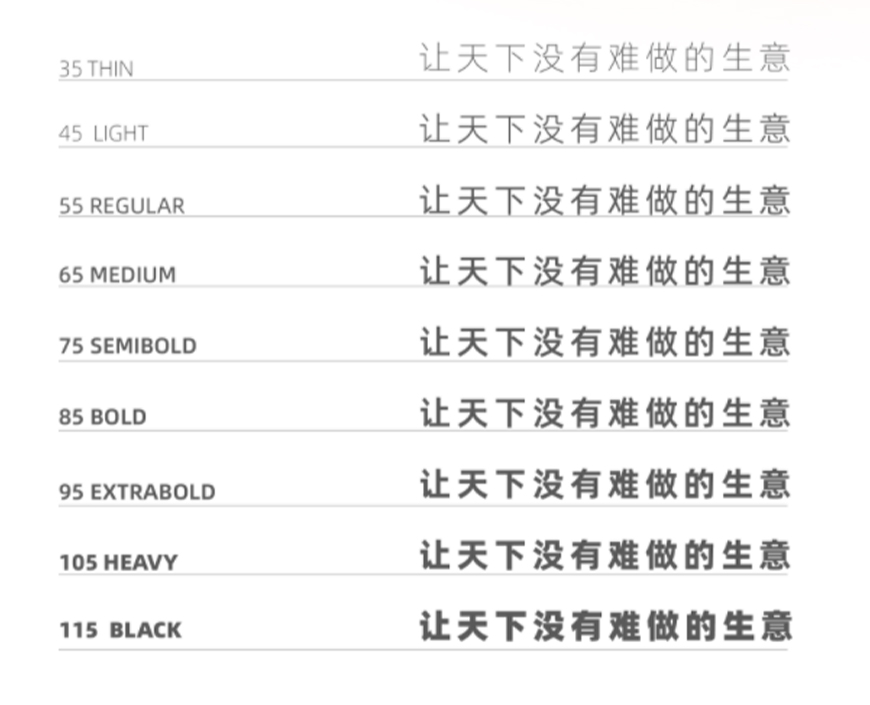 35 THIN 让天下没有难做的生意
45 LIGHT 让天下没有难做的生意
55 REGULAR 让天下没有难做的生意
65 MEDIUM 让天下没有难做的生意
75 SEMIBOLD 让天下没有难做的生意
85 BOLD 让天下没有难做的生意
95 EXTRABOLD 让天下没有难做的生意
105 HEAVY 让天下没有难做的生意
115 BLACK 让天下没有难做的生意